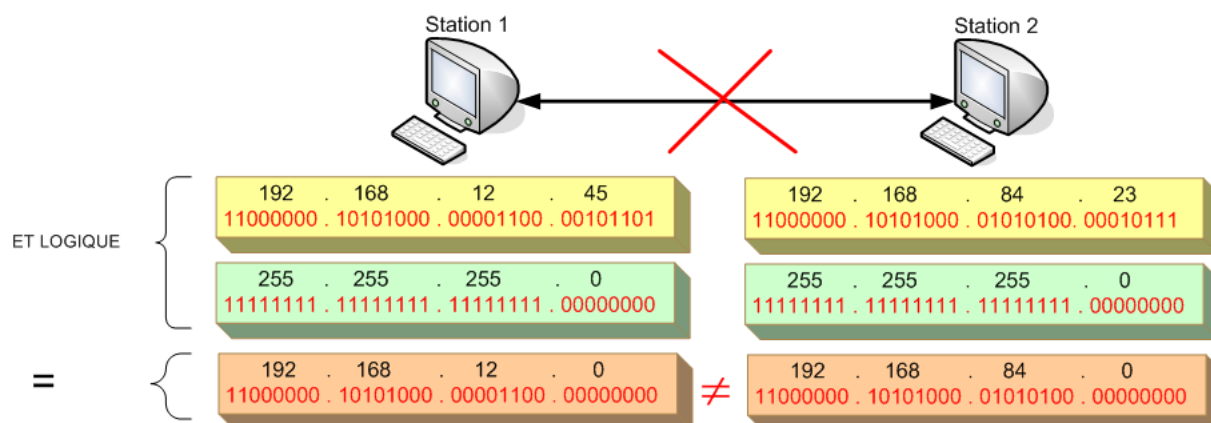 Station 1
Station 2
192 . 168 . 12 . 45
11000000 . 10101000 . 00001100 . 00101101
192 . 168 . 84 . 23
11000000 . 10101000 . 01010100. 00010111
ET LOGIQUE
255 . 255 . 255 . 0
11111111 . 11111111 . 11111111 . 00000000
255 . 255 . 255 . 0
11111111 . 11111111 . 11111111 . 00000000
=
192 . 168 . 12 . 0
11000000 . 10101000 . 00001100 . 00000000
≠
192 . 168 . 84 . 0
11000000 . 10101000 . 01010100 . 00000000